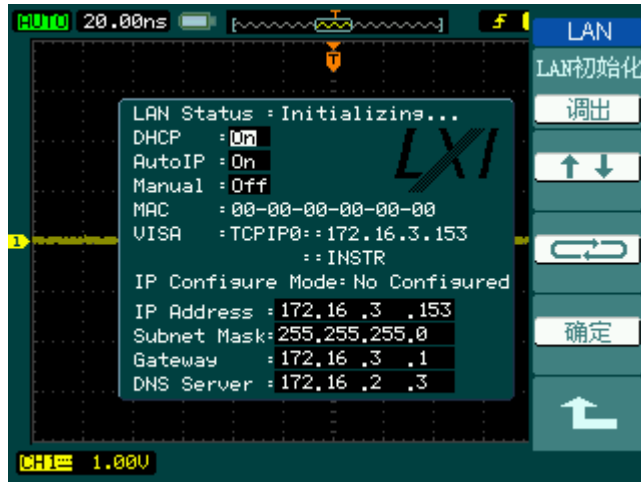 AUTO 20.00ns T
LAN
LAN初始化
T
调出
LAN Status :Initializing...
DHCP :On
AutoIP :On
Manual :Off
LXI
MAC :00-00-00-00-00-00
VISA :TCPIP0::172.16.3.153
::INSTR
1
IP Configure Mode:No Configured
IP Address :172.16 .3 .153
Subnet Mask:255.255.255.0
确定
Gateway :172.16 .3 .1
DNS Server :172.16 .2 .3
CH1 1.00V